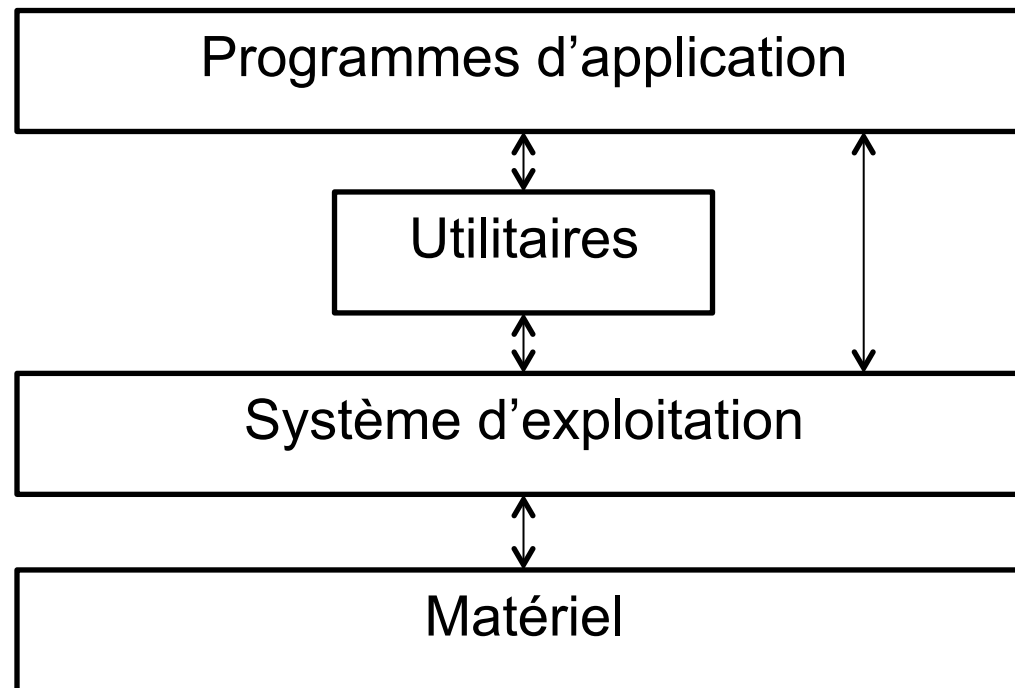 Programmes d’application
Utilitaires
Système d’exploitation
Matériel